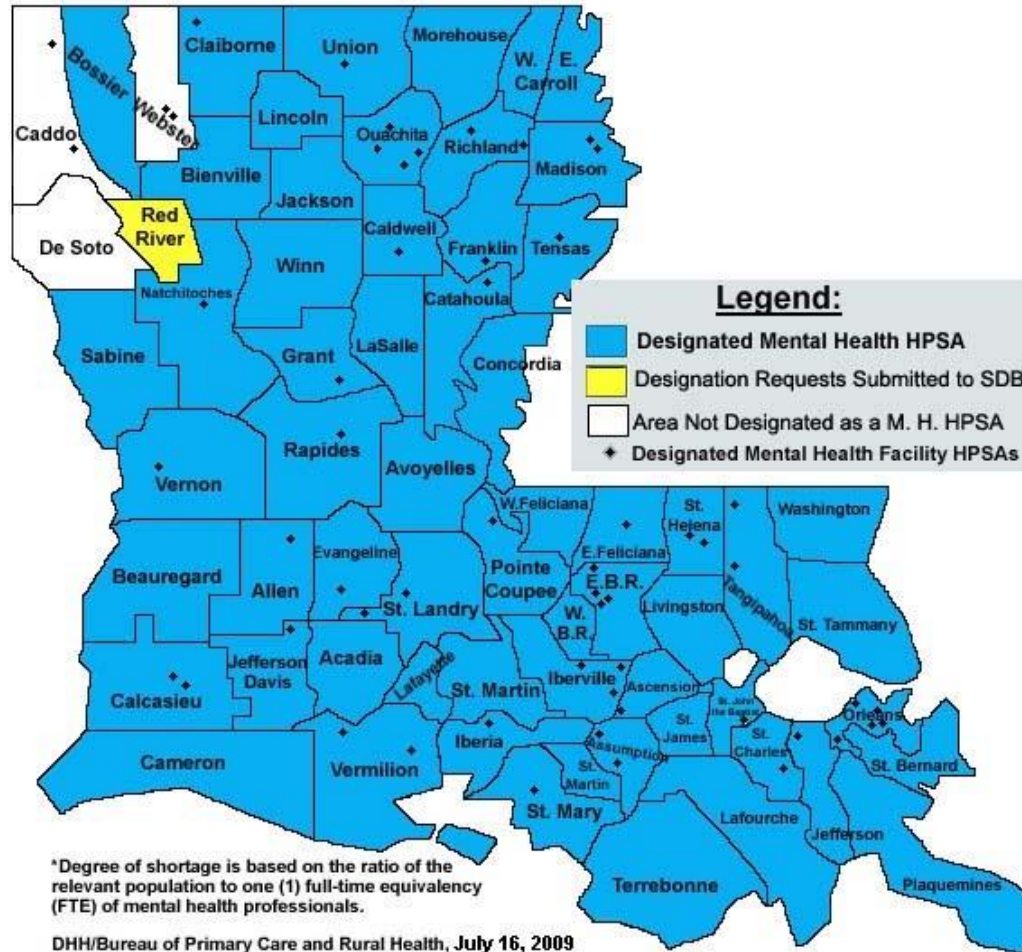 Claiborne
Union
Morehouse
W.
E.
Carroll
Bossier
Webster
Lincoln
Caddo
Ouachita
Richland
Madison
Bienville
Jackson
Red
River
De Soto
Caldwell
Franklin
Tensas
Winn
Natchitoches
Catahoula
Legend:
Designated Mental Health HPSA
Designation Requests Submitted to SDB
Area Not Designated as a M. H. HPSA
Designated Mental Health Facility HPSAs
Sabine
Grant
LaSalle
Concordia
Rapides
Avoyelles
Vernon
W.Feliciana
St.
Helena
Washington
E.Feliciana
Evangeline
Beauregard
Allen
Pointe
Coupee
E.B.R.
W.
B.R.
Livingston
Tangipahoa
St. Tammany
St. Landry
Jefferson
Davis
Acadia
Lafayette
St. Martin
Iberville
Ascension
Calcasieu
St. John
the Baptist
St.
James
St.
Charles
Orleans
Iberia
Assumption
St. Bernard
Cameron
Vermilion
St.
Martin
St. Mary
Lafourche
Jefferson
Terrebonne
Plaquemines
*Degree of shortage is based on the ratio of the
relevant population to one (1) full-time equivalency
(FTE) of mental health professionals.
DHH/Bureau of Primary Care and Rural Health, July 16, 2009